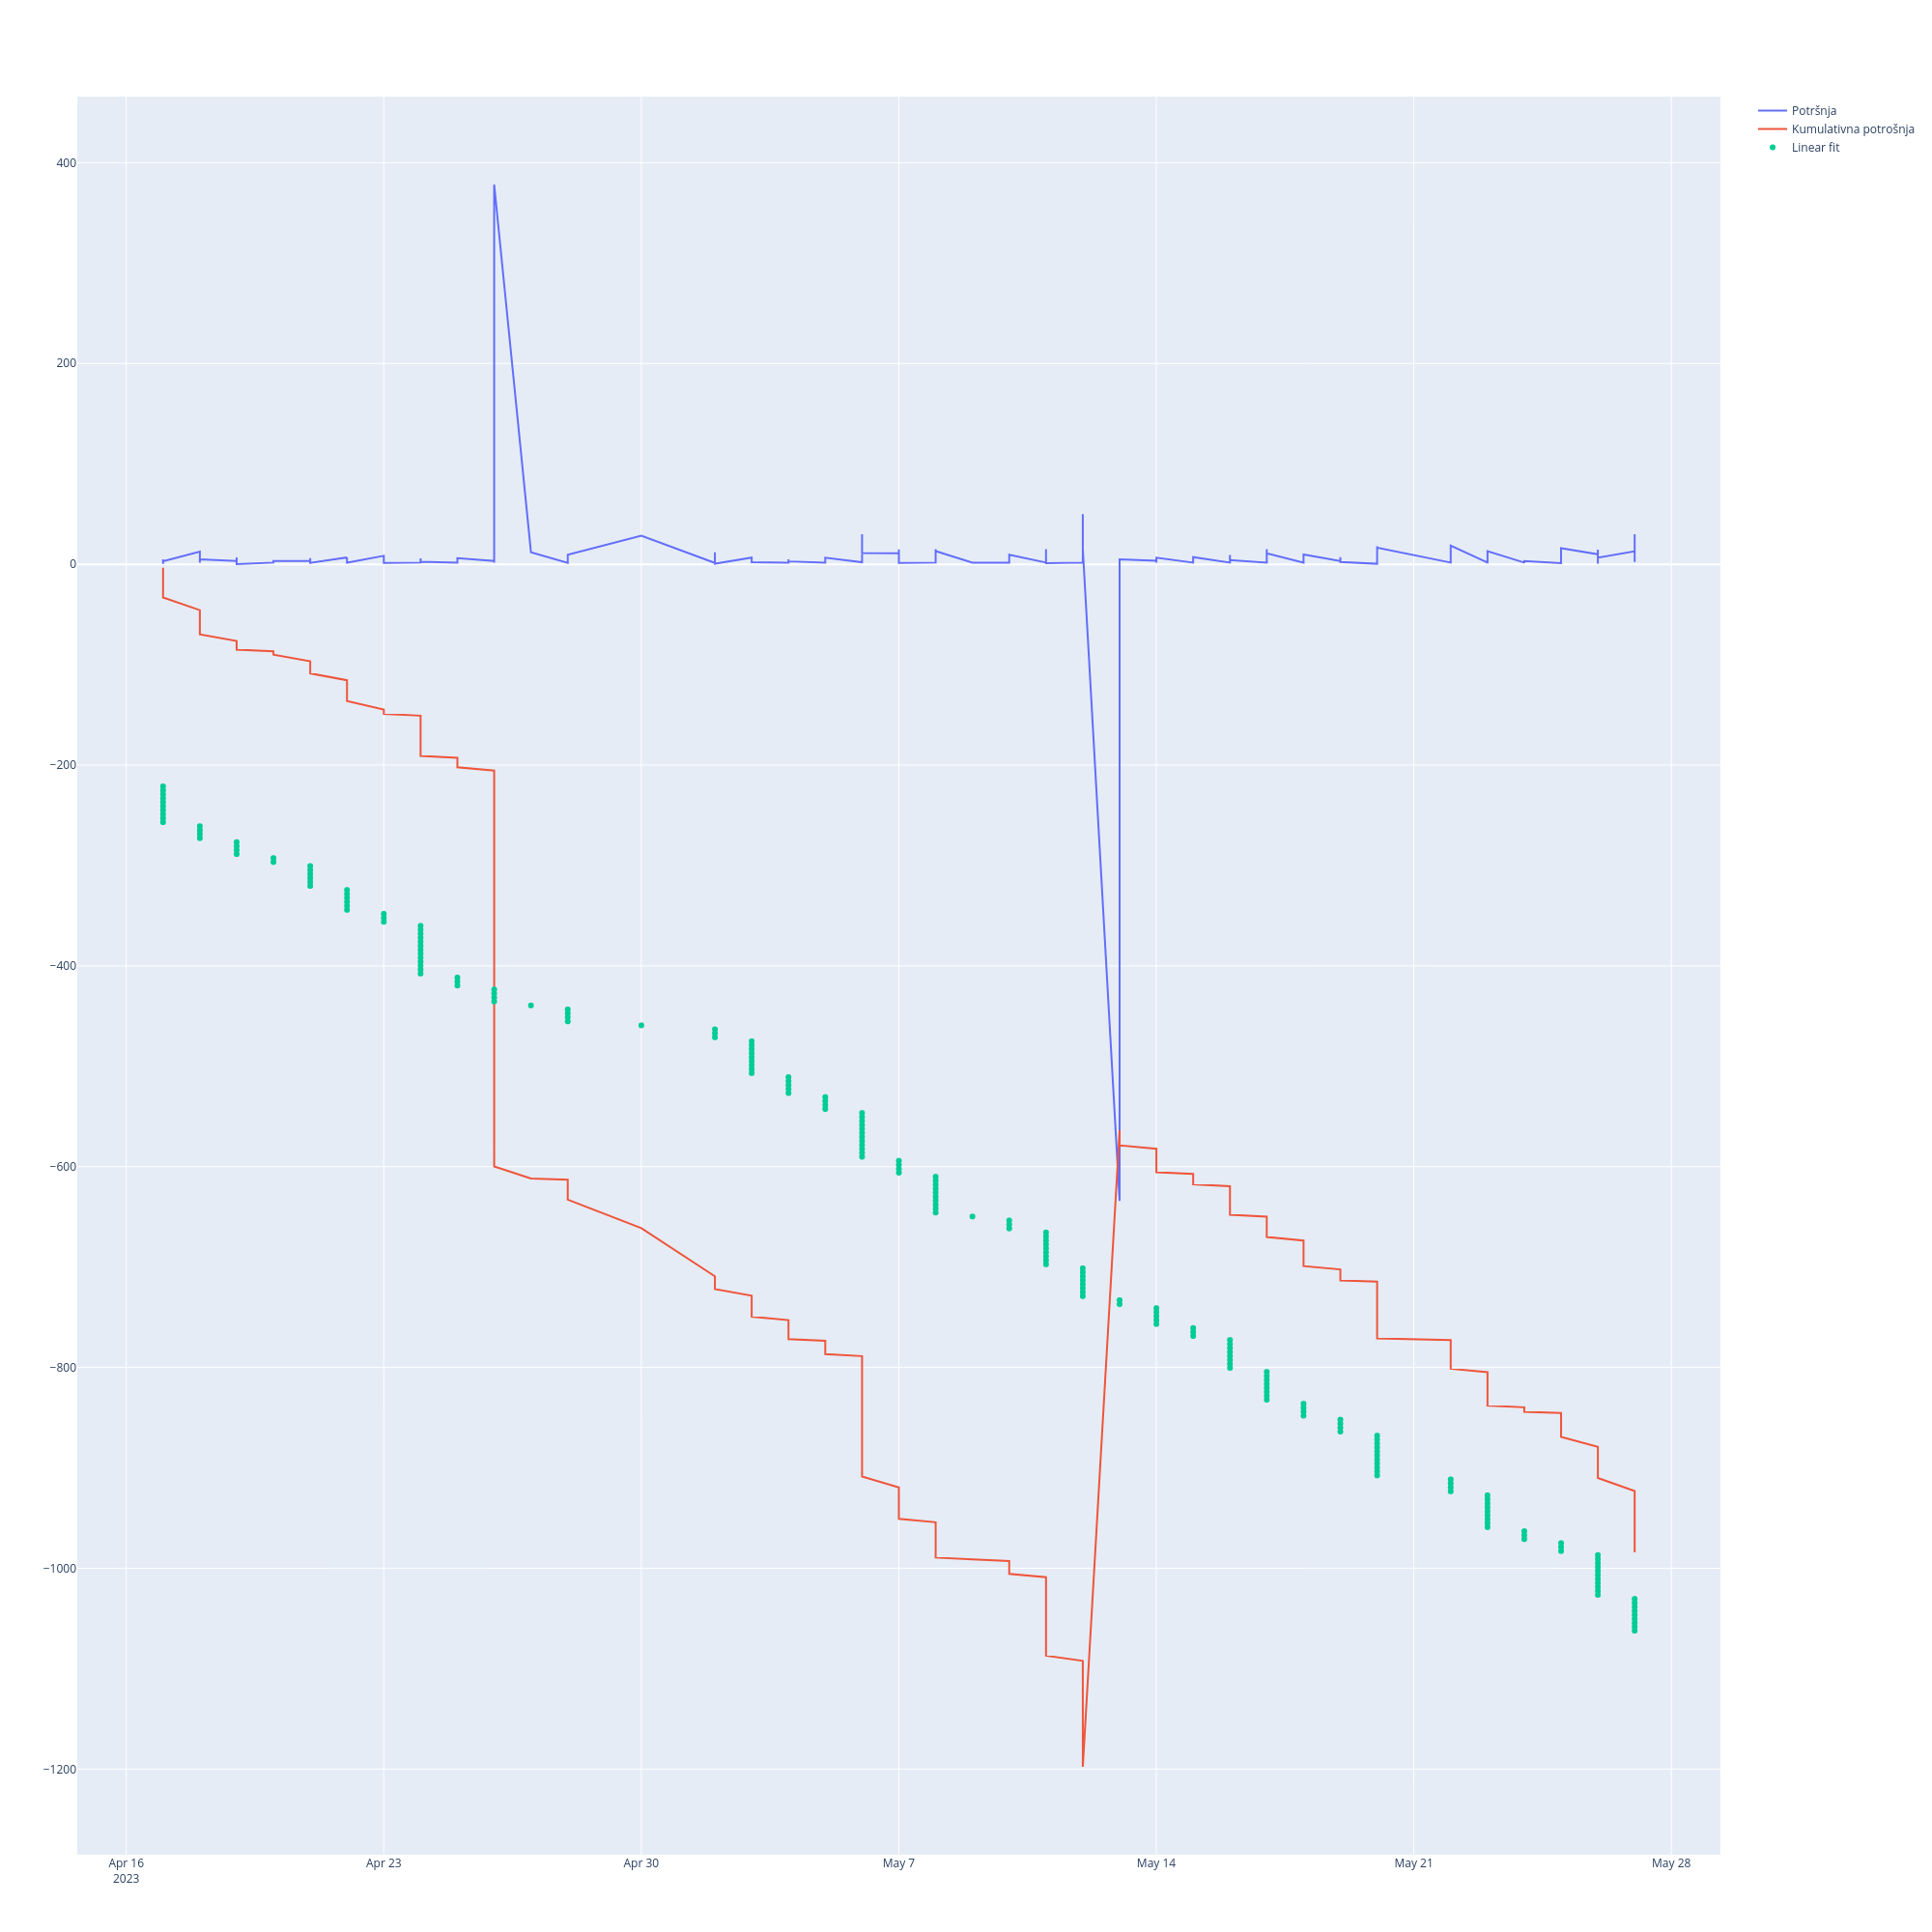 Potršnja
Kumulativna potrošnja
Linear fit
400
200
0
−200
−400
−600
−800
−1000
−1200
Apr 16
2023
Apr 23
Apr 30
May 7
May 14
May 21
May 28